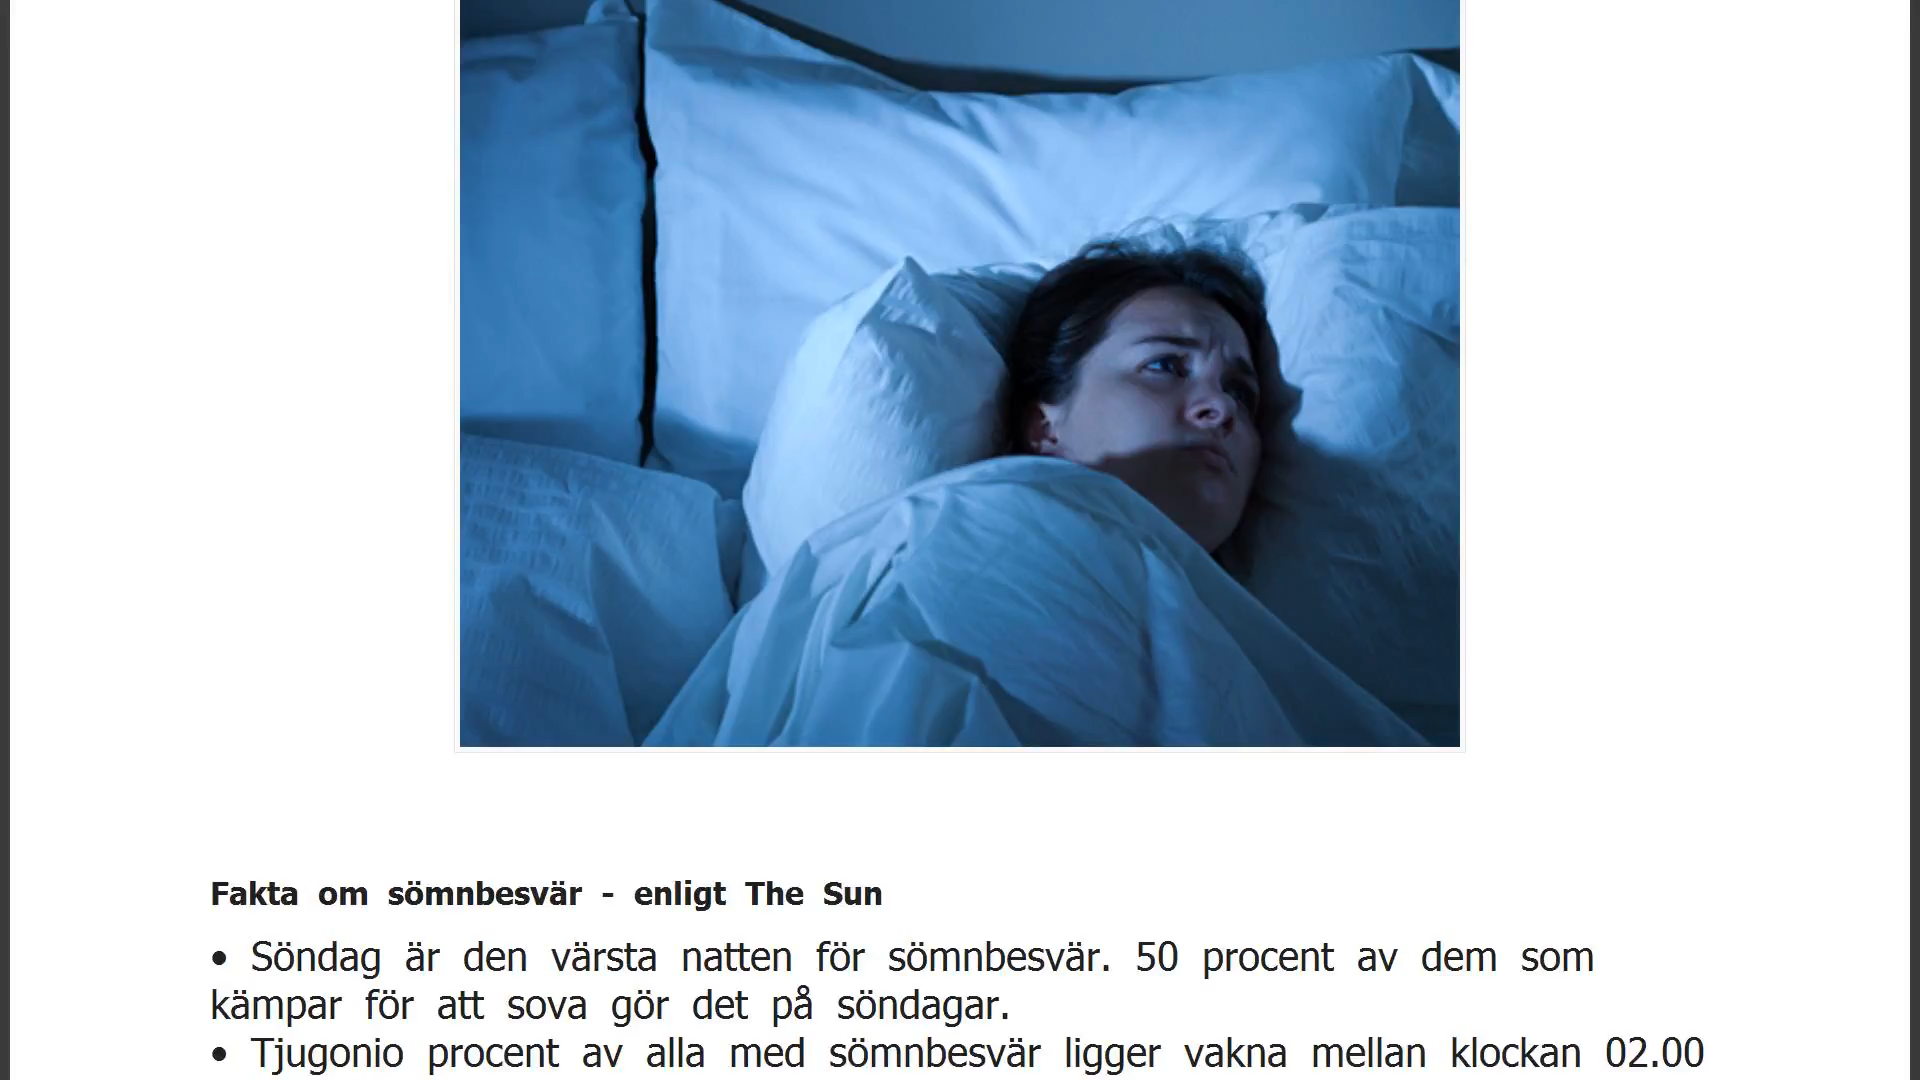 Fakta om sömnbesvär - enligt The Sun
• Söndag är den värsta natten för sömnbesvär. 50 procent av dem som
kämpar för att sova gör det på söndagar.
• Tjugonio procent av alla med sömnbesvär ligger vakna mellan klockan 02.00